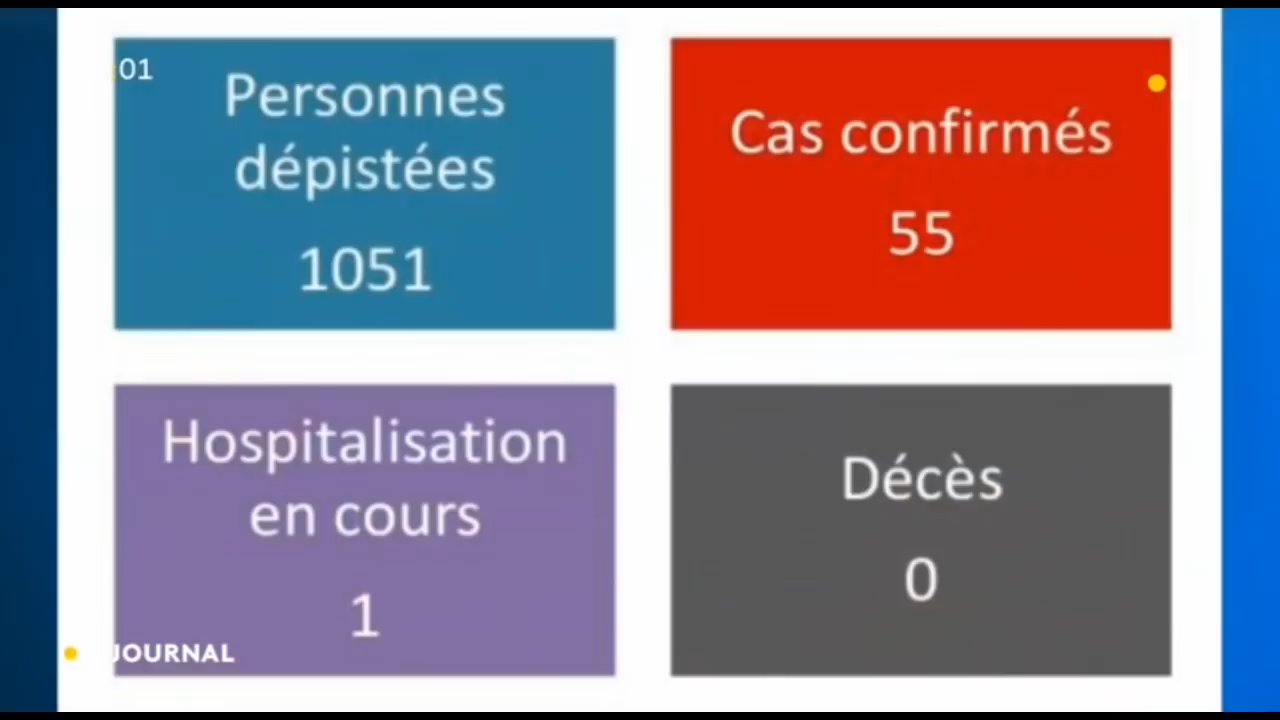 :01
Personnes
dépistées
1051
Cas confirmés
55
Hospitalisation
en cours
1
Décès
0
JOURNAL